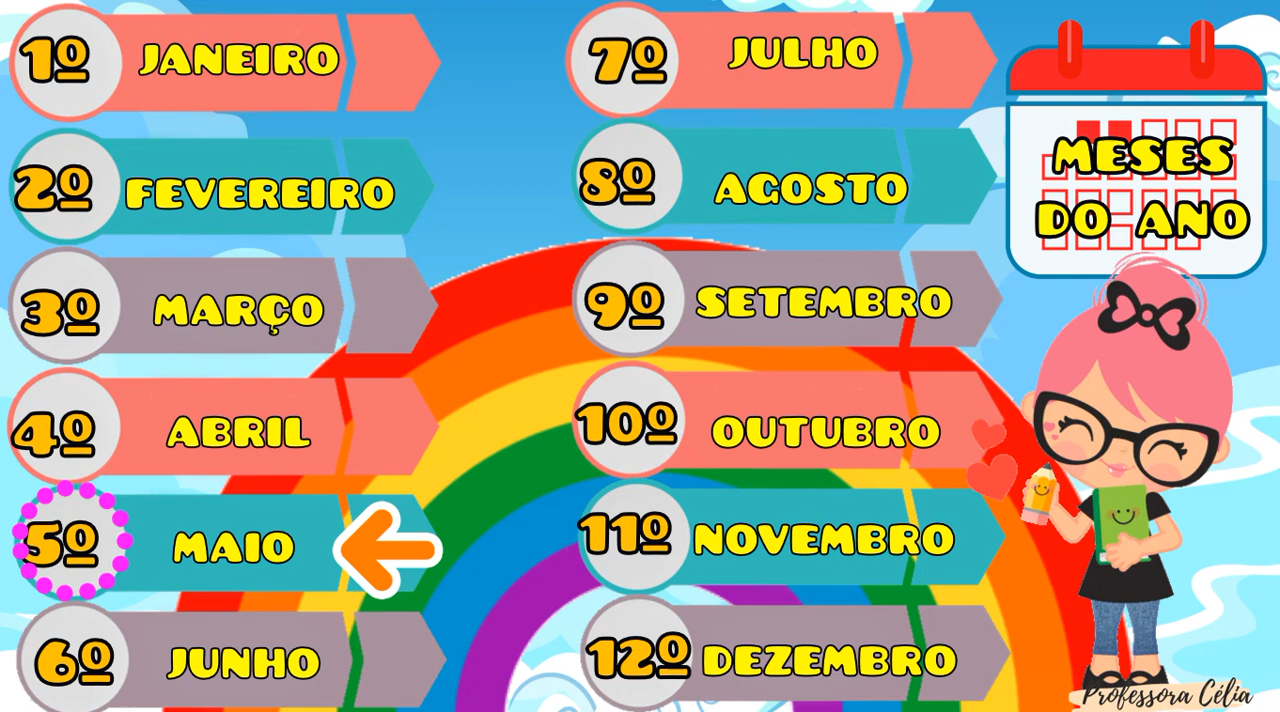 1º JANEIRO
2º FEVEREIRO
3º MARÇO
4º ABRIL
5º MAIO
6º JUNHO
7º JULHO
8º AGOSTO
9º SETEMBRO
10º OUTUBRO
11º NOVEMBRO
12º DEZEMBRO
MESES
DO ANO
Professora Célia